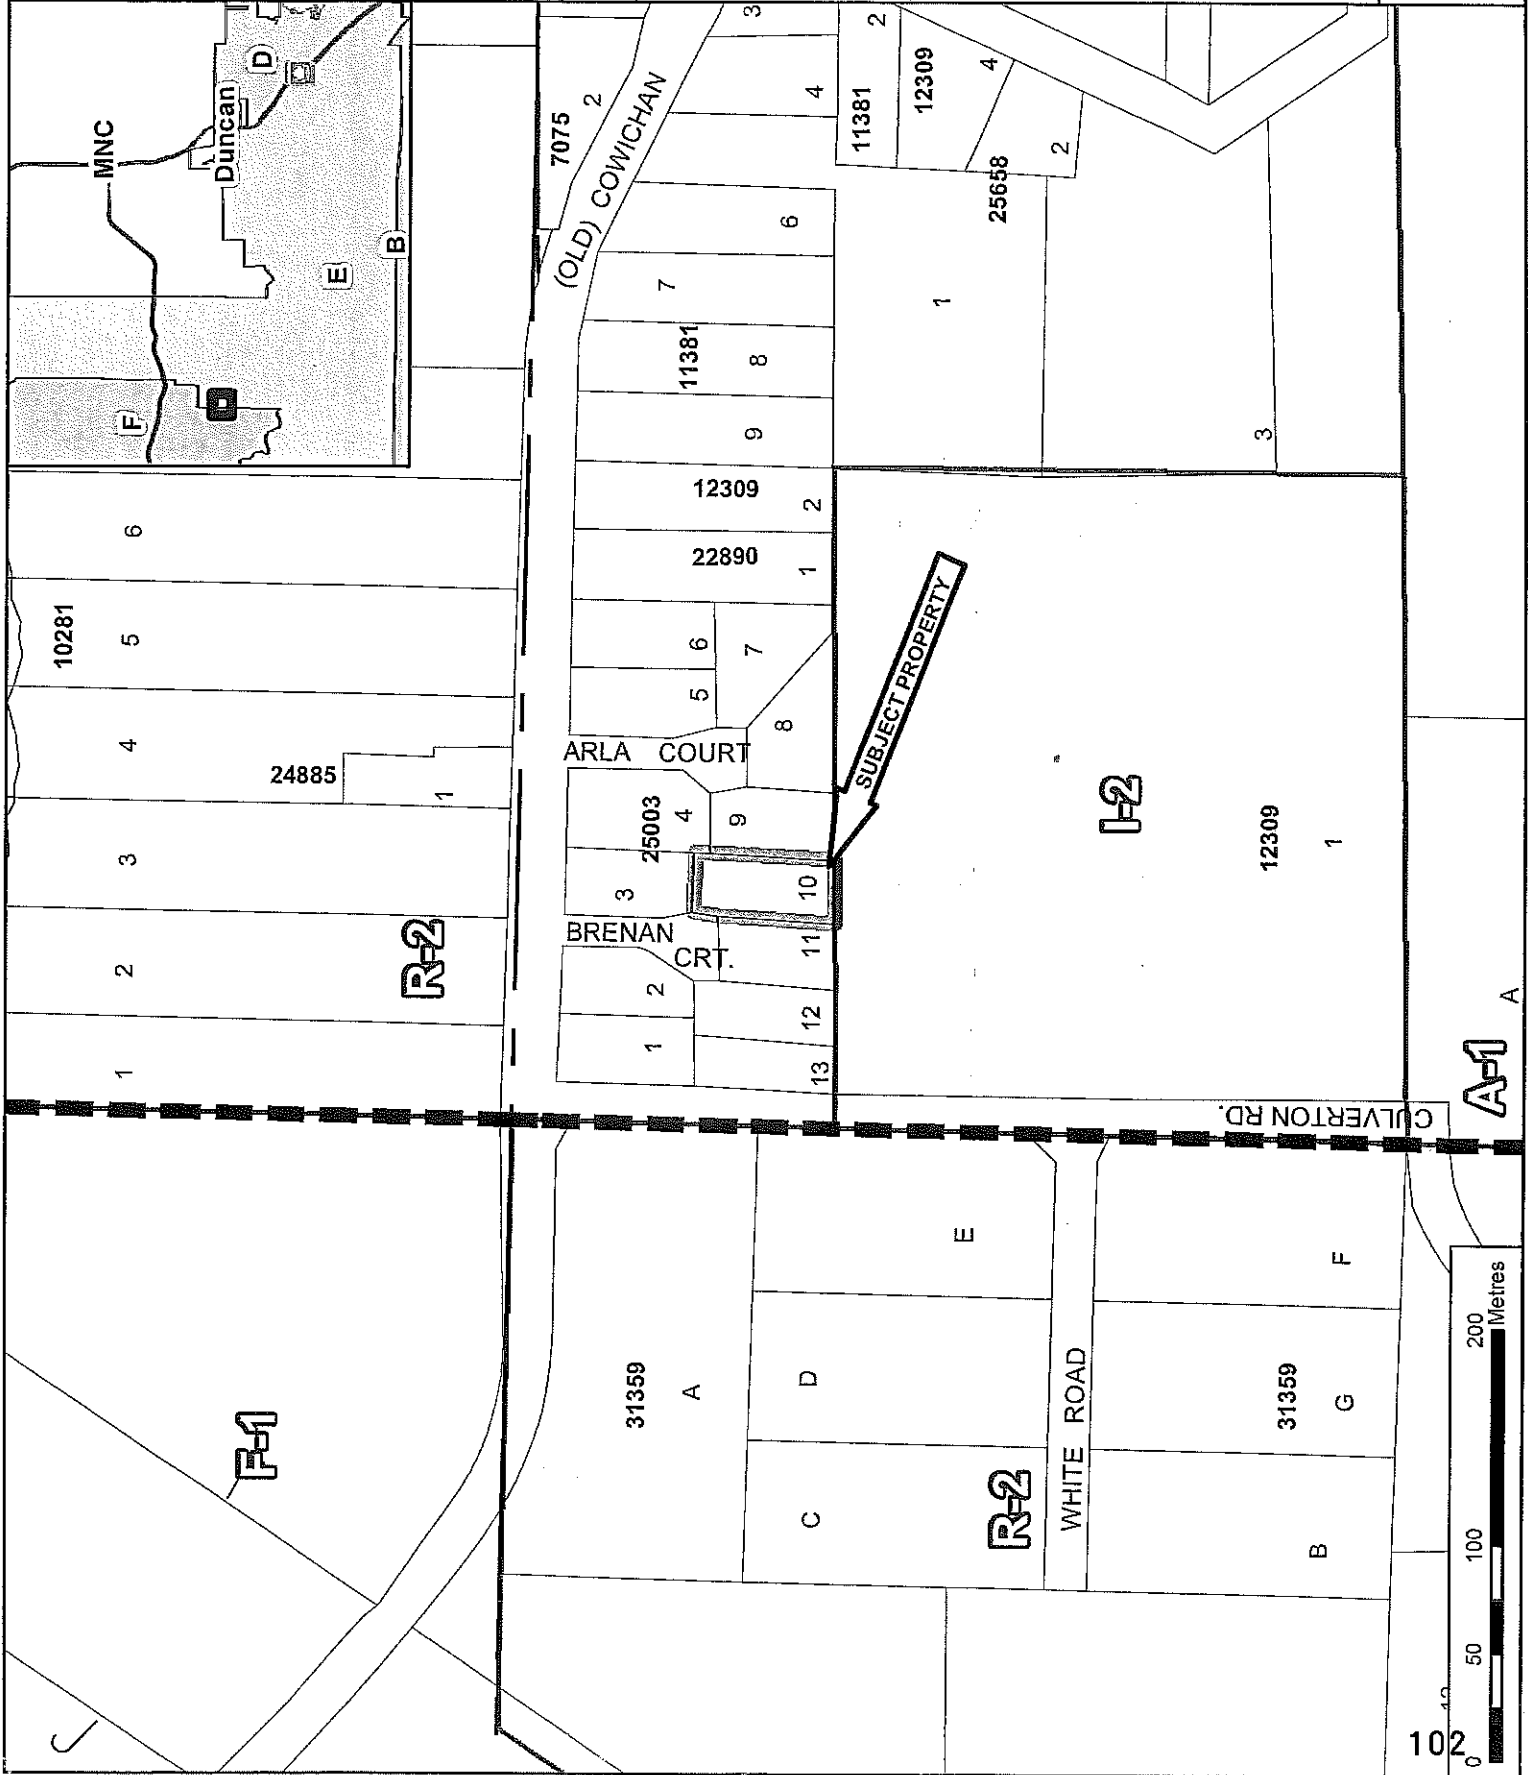 MNC
Duncan
D
E
B
F
7075
2
3
(OLD) COWICHAN
4
2
11381
12309
4
2
25658
6
7
11381
8
9
1
3
12309
2
22890
1
10281
6
5
4
3
2
1
24885
1
R-2
6
5
7
8
ARLA COURT
25003
4
9
3
10
BRENAN
CRT.
11
2
12
1
13
SUBJECT PROPERTY
I-2
12309
1
CULVERTON RD.
A-1
A
F-1
31359
A
E
D
C
R-2
WHITE ROAD
F
31359
G
B
0 50 100 200
Metres
102